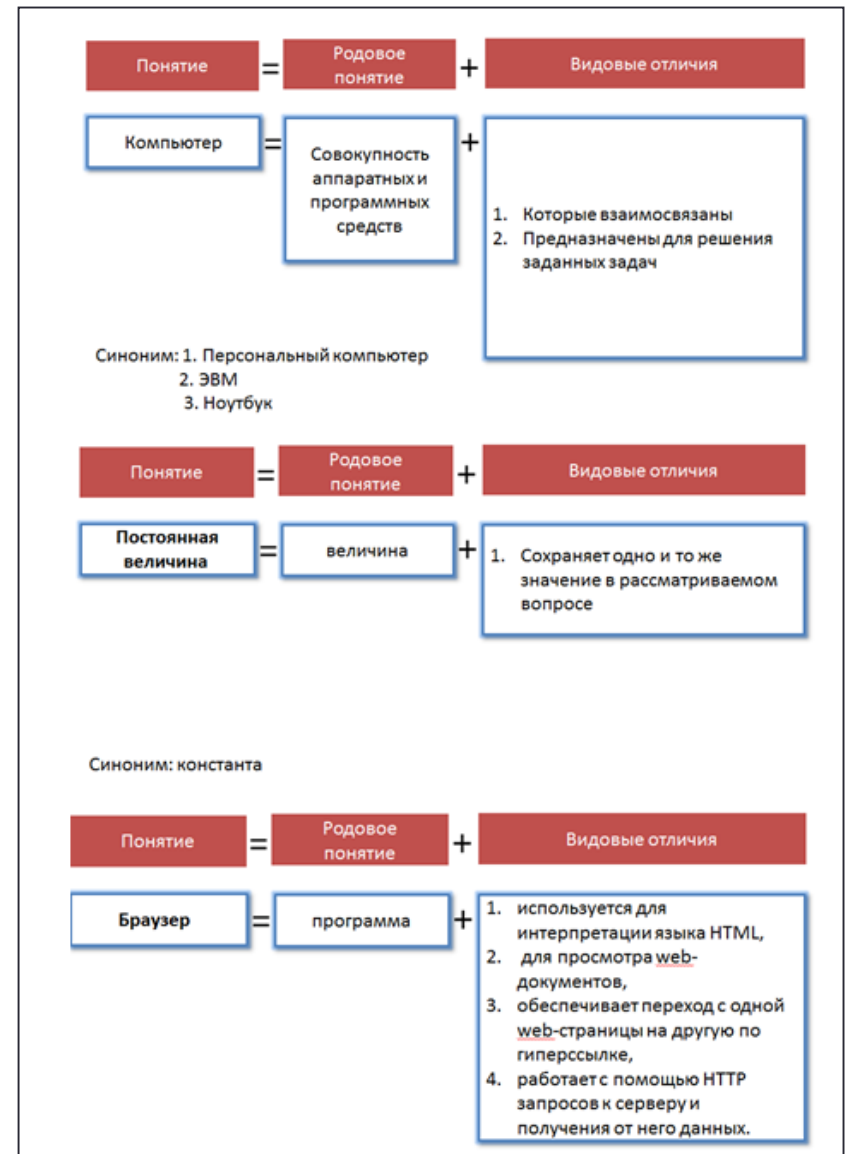 Понятие = Родовое понятие + Видовые отличия
Компьютер = Совокупность аппаратных и программных средств +
1. Которые взаимосвязаны
2. Предназначены для решения
заданных задач
Синоним: 1. Персональный компьютер
2. ЭВМ
3. Ноутбук
Понятие = Родовое понятие + Видовые отличия
Постоянная величина = величина +
1. Сохраняет одно и то же
значение в рассматриваемом
вопросе
Синоним: константа
Понятие = Родовое понятие + Видовые отличия
Браузер = программа +
1. используется для
интерпретации языка HTML,
2. для просмотра web-
документов,
3. обеспечивает переход с одной
web-страницы на другую по
гиперссылке,
4. работает с помощью HTTP
запросов к серверу и
получения от него данных.